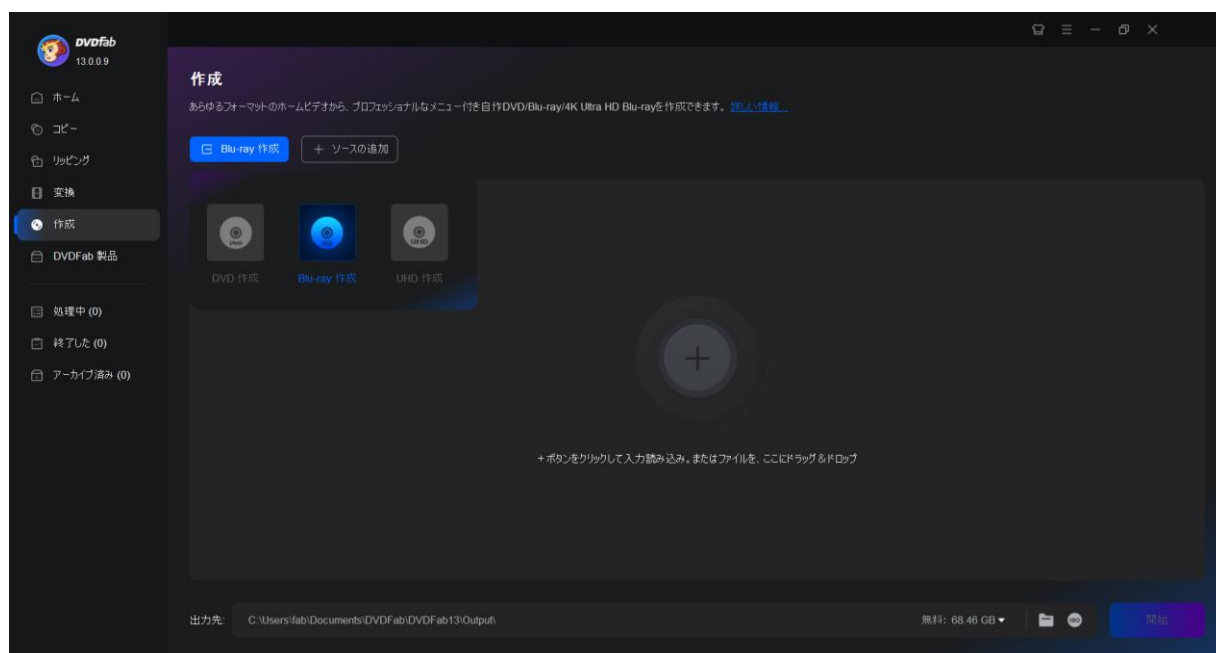 DVDFab
13.0.0.9
ホーム
コピー
リッピング
変換
作成
DVDFab 製品
処理中 (0)
終了した (0)
アーカイブ済み (0)
作成
あらゆるフォーマットのホームビデオから、プロフェッショナルなメニュー付き自作DVD/Blu-ray/4K Ultra HD Blu-rayを作成できます。 詳しい情報...
Blu-ray 作成
ソースの追加
DVD
BD
UHD
DVD 作成
Blu-ray 作成
UHD 作成
+ ボタンをクリックして入力読み込み。またはファイルを、ここにドラッグ&ドロップ
出力先: C:\Users\fab\Documents\DVDFab\DVDFab13\Output\
無料: 68.46 GB
ISO
開始